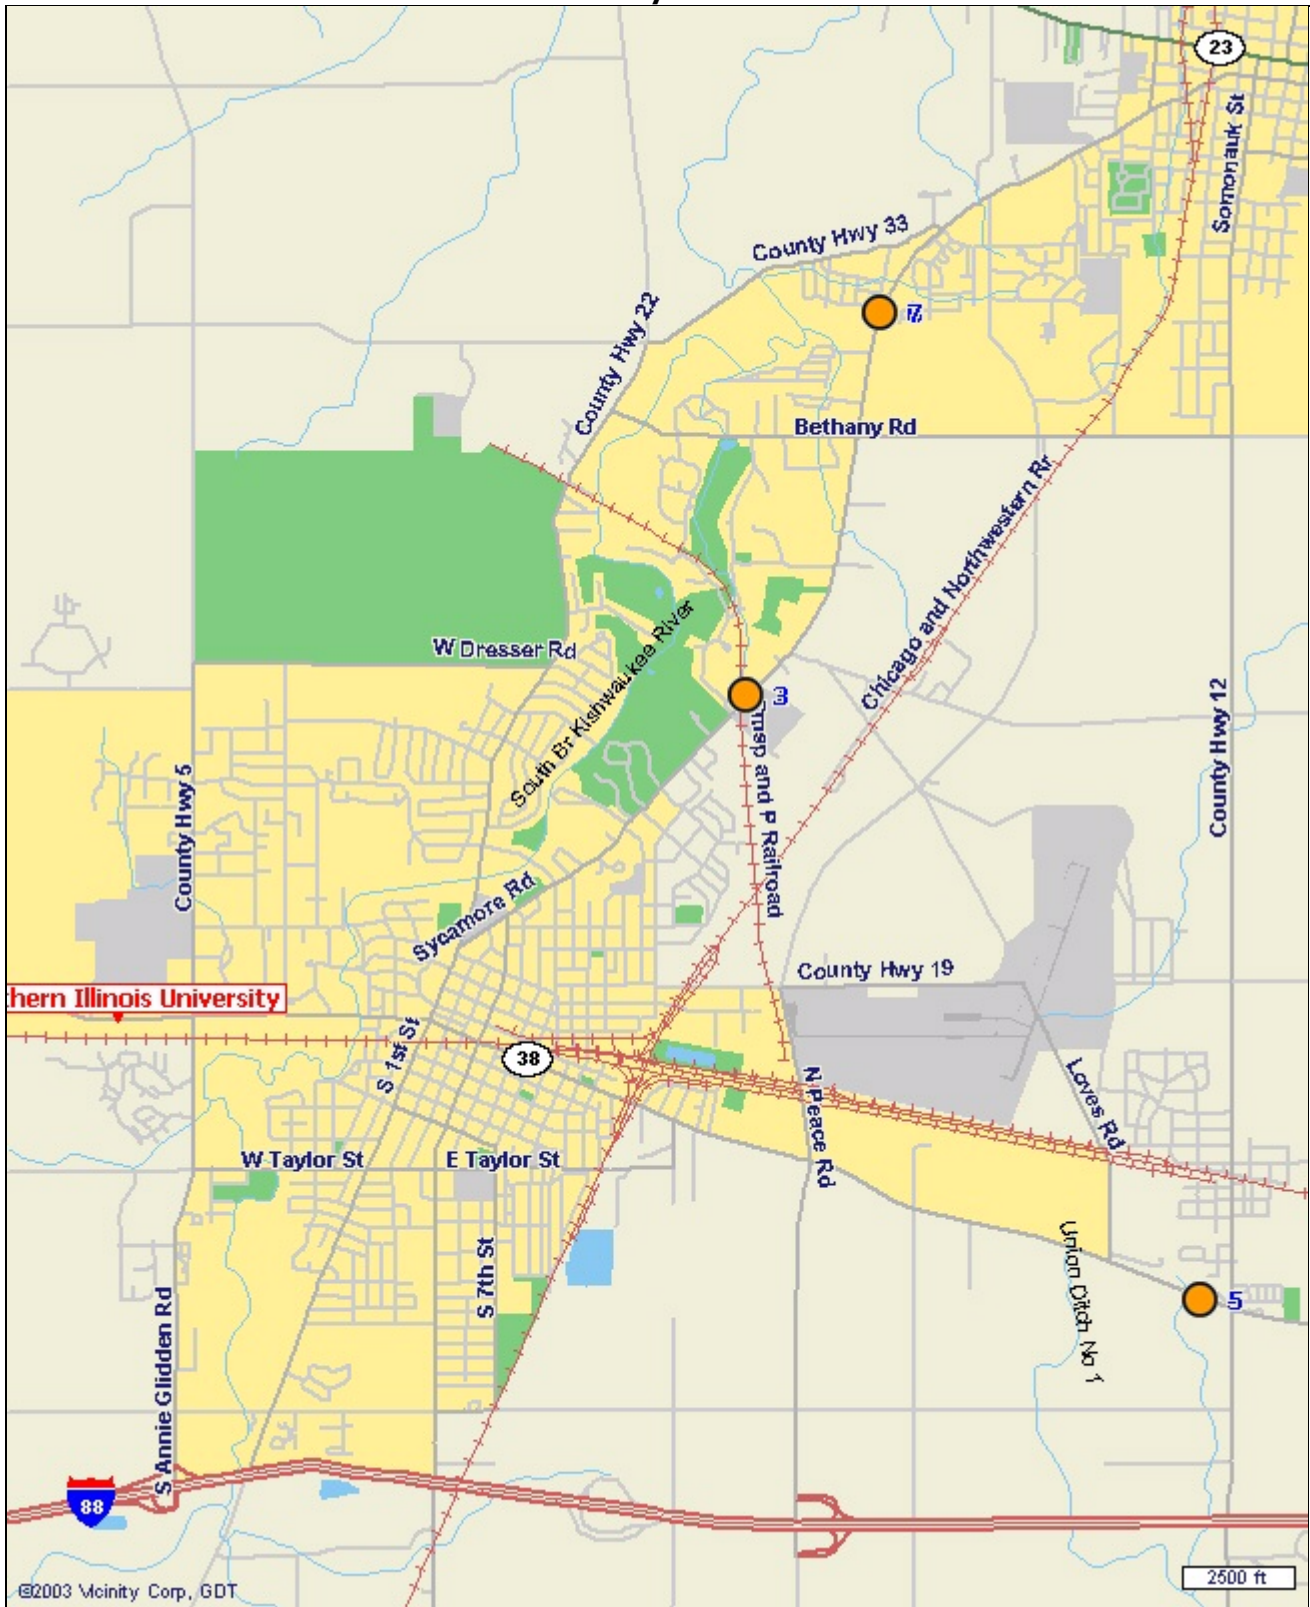 23
Somonauk St
County Hwy 33
7
County Hwy 22
Bethany Rd
Chicago and Northwestern Rr
W Dresser Rd
South Br Kishwaukee River
3
County Hwy 12
County Hwy 5
and P Railroad
Sycamore Rd
County Hwy 19
thern Illinois University
S 1st St
38
N Peace Rd
Loves Rd
W Taylor St
E Taylor St
S 7th St
Union Ditch No 1
5
S Annie Glidden Rd
88
©2003 Vicinity Corp, GDT
2500 ft